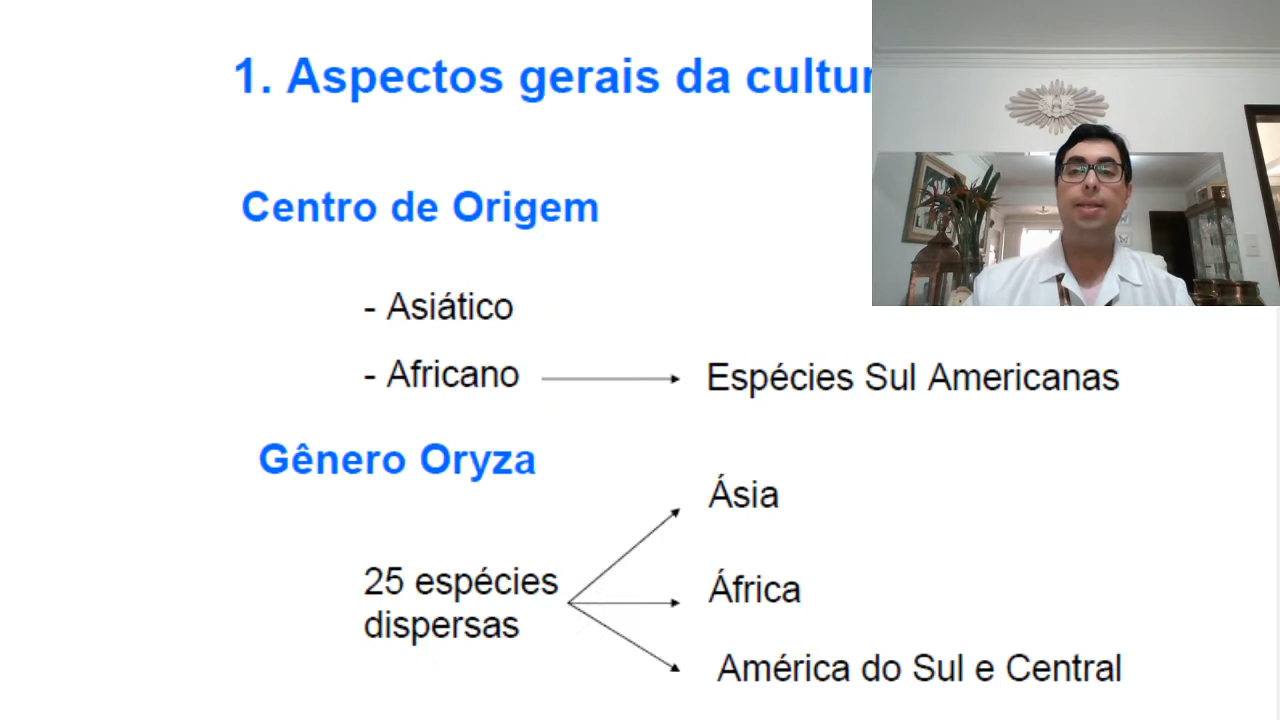 1. Aspectos gerais da
Centro de Origem
- Asiático
- Africano
Espécies Sul Americanas
Gênero Oryza
25 espécies
dispersas
Ásia
África
América do Sul e Central